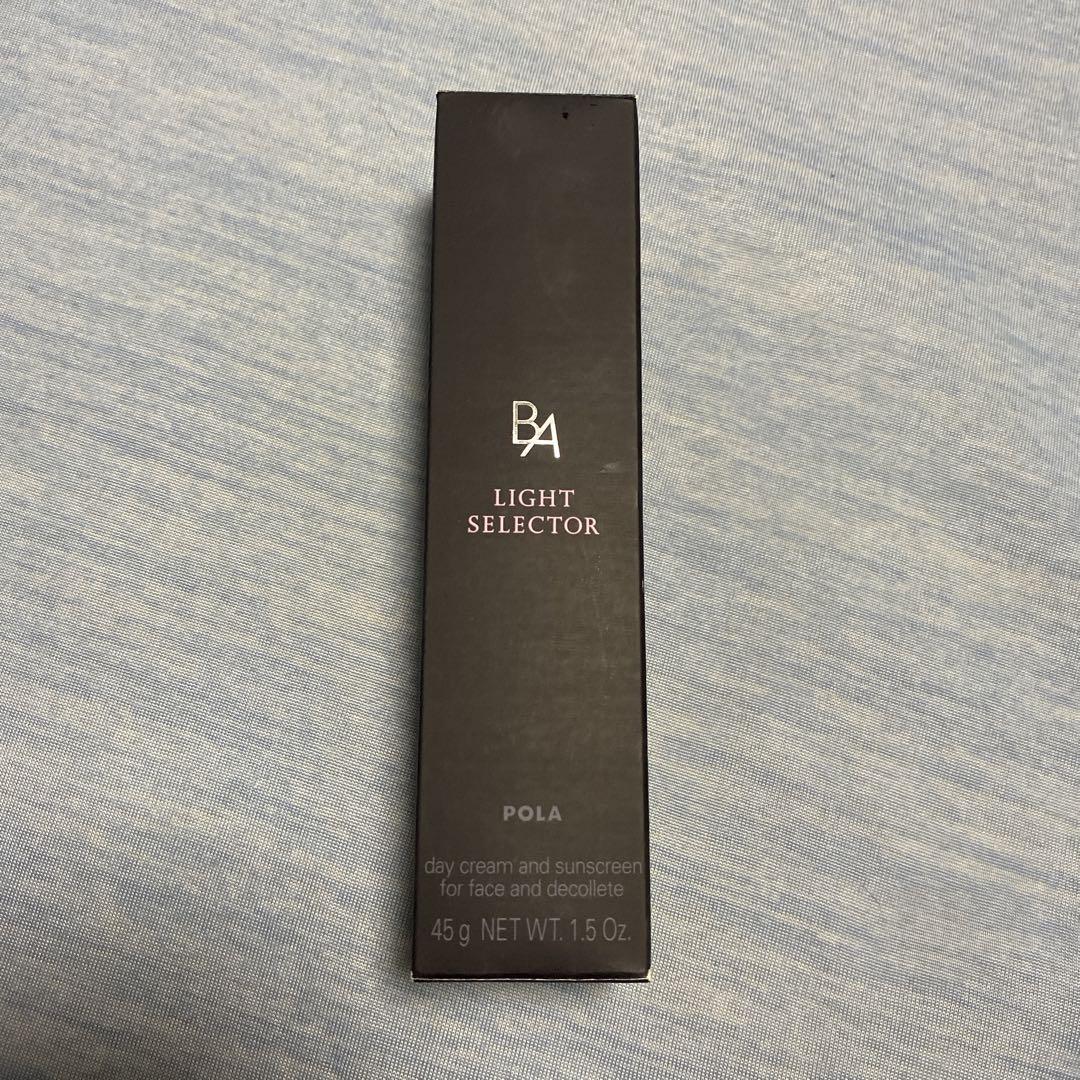 BA
LIGHT
SELECTOR
POLA
day cream and sunscreen
for face and decollete
45 g NET WT. 1.5 Oz.